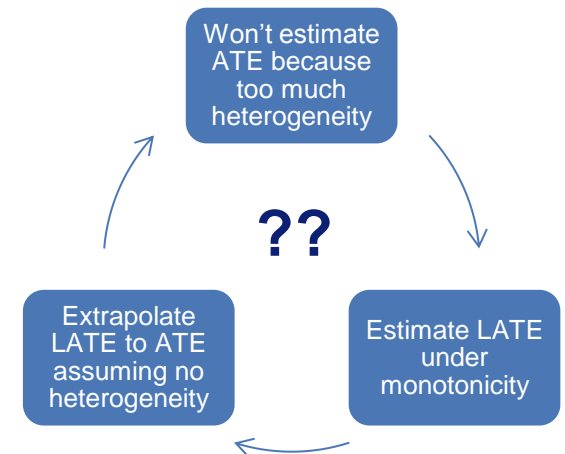 Won’t estimate
ATE because
too much
heterogeneity
??
Extrapolate
LATE to ATE
assuming no
heterogeneity
Estimate LATE
under
monotonicity